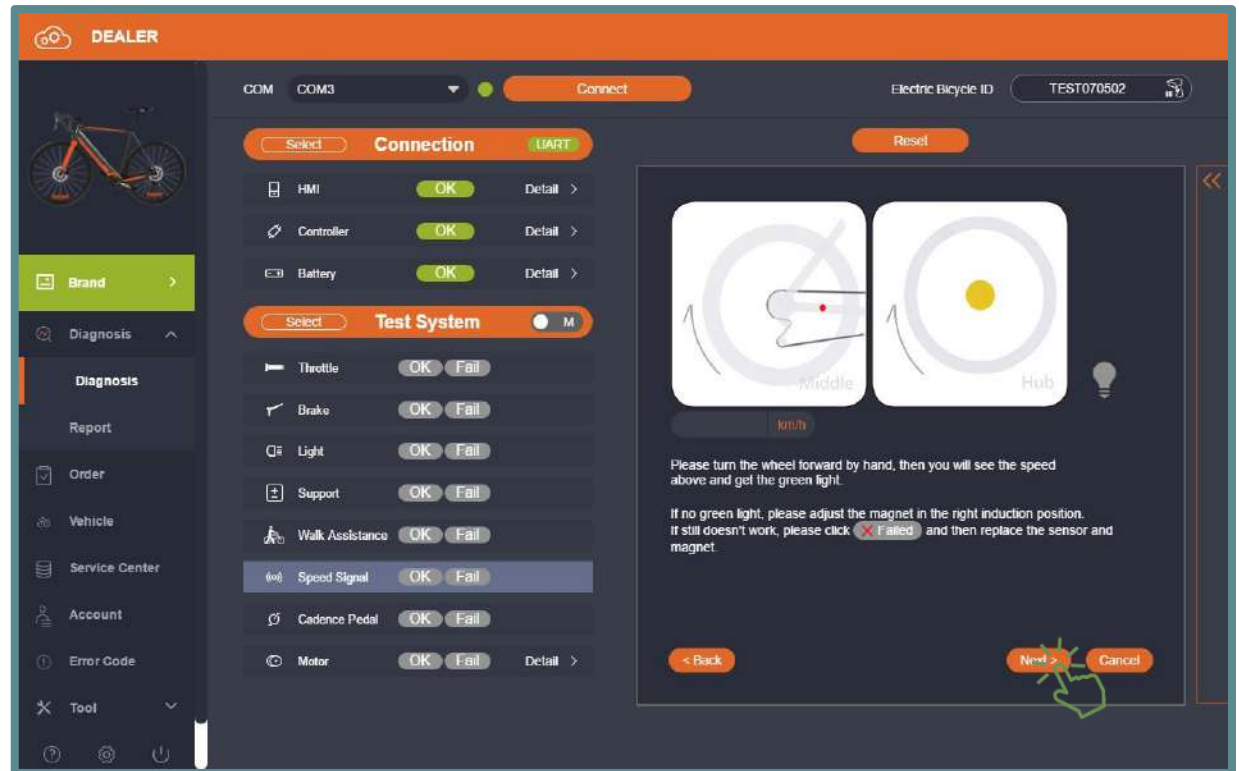 DEALER
COM COM3 Connect Electric Bicycle ID TEST070502
Select Connection UART
Reset
HMI OK Detail >
Controller OK Detail >
Battery OK Detail >
Brand >
Select Test System M
Diagnosis
Throttle OK Fail
Middle Hub
Diagnosis
Brake OK Fail
km/h
Report
Light OK Fail
Please turn the wheel forward by hand, then you will see the speed
above and get the green light.
Order
Support OK Fail
If no green light, please adjust the magnet in the right induction position.
If still doesn't work, please click Failed and then replace the sensor and
magnet.
Vehicle
Walk Assistance OK Fail
Service Center
Speed Signal OK Fail
Account
Cadence Pedal OK Fail
Error Code
Motor OK Fail Detail >
< Back Next > Cancel
Tool